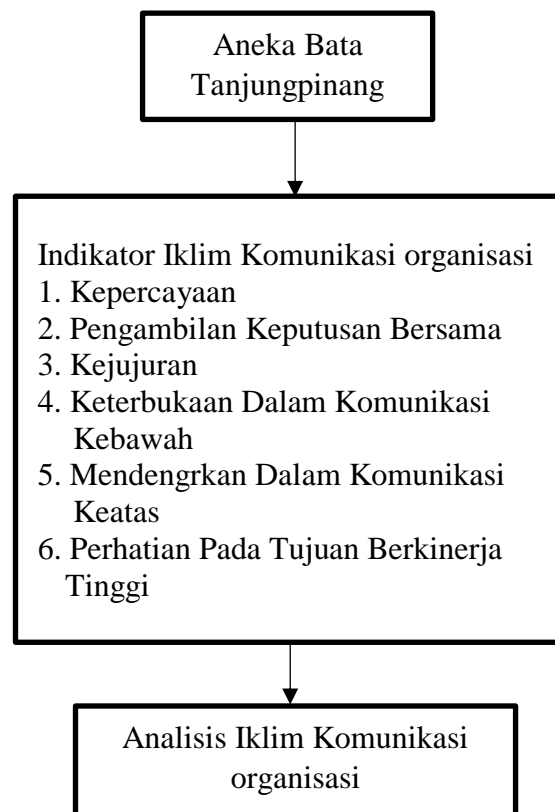 Aneka Bata
Tanjungpinang
Indikator Iklim Komunikasi organisasi
1. Kepercayaan
2. Pengambilan Keputusan Bersama
3. Kejujuran
4. Keterbukaan Dalam Komunikasi
Kebawah
5. Mendengrkan Dalam Komunikasi
Keatas
6. Perhatian Pada Tujuan Berkinerja
Tinggi
Analisis Iklim Komunikasi
organisasi